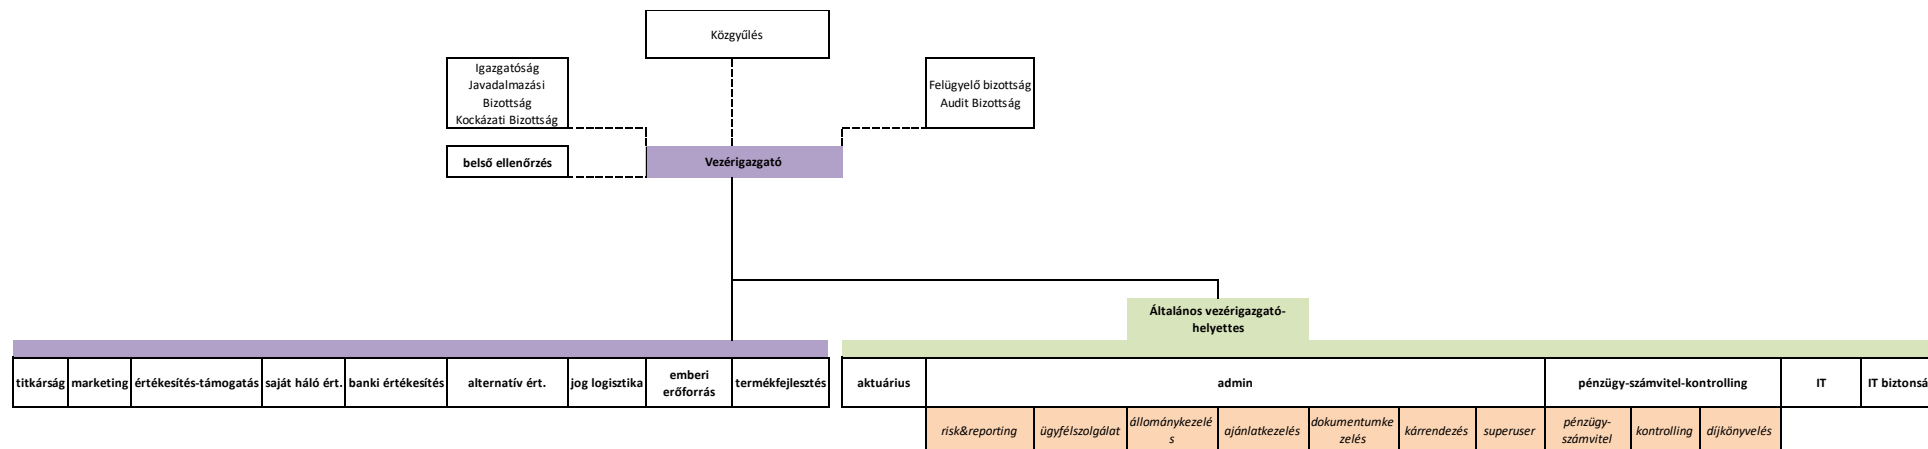 Közgyűlés
Igazgatóság
Javadalmazási
Bizottság
Kockázati Bizottság
Felügyelő bizottság
Audit Bizottság
belső ellenőrzés
Vezérigazgató
Általános vezérigazgató-
helyettes
titkárság
marketing
értékesítés-támogatás
saját háló ért.
banki értékesítés
alternatív ért.
jog logisztika
emberi
erőforrás
termékfejlesztés
aktuárius
admin
pénzügy-számvitel-kontrolling
IT
IT biztonsá
risk&reporting
ügyfélszolgálat
állománykezelé
s
ajánlatkezelés
dokumentumke
zelés
kárrendezés
superuser
pénzügy-
számvitel
kontrolling
díjkönyvelés